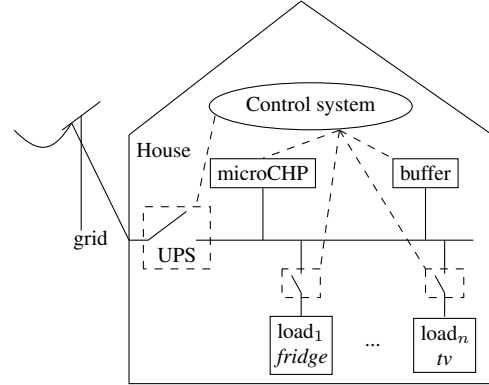 Control system
House
microCHP
buffer
grid
UPS
load₁
fridge
...
loadₙ
tv